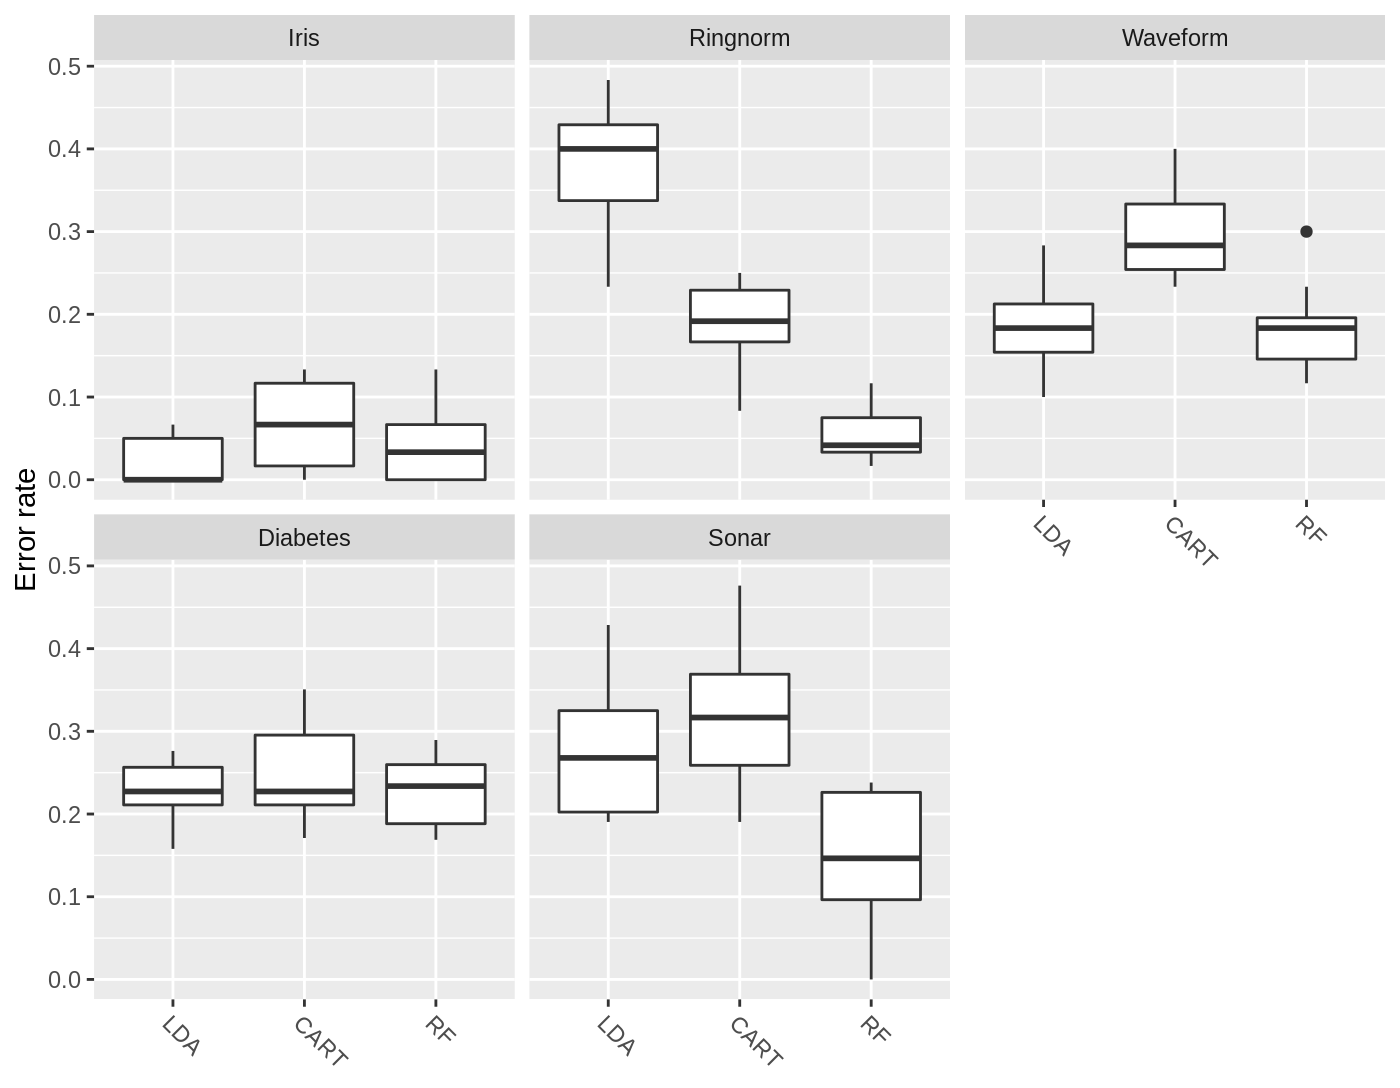 Iris
Ringnorm
Waveform
0.5
0.4
0.3
0.2
0.1
0.0
LDA
CART
RF
Error rate
Diabetes
Sonar
0.5
0.4
0.3
0.2
0.1
0.0
LDA
CART
RF
LDA
CART
RF